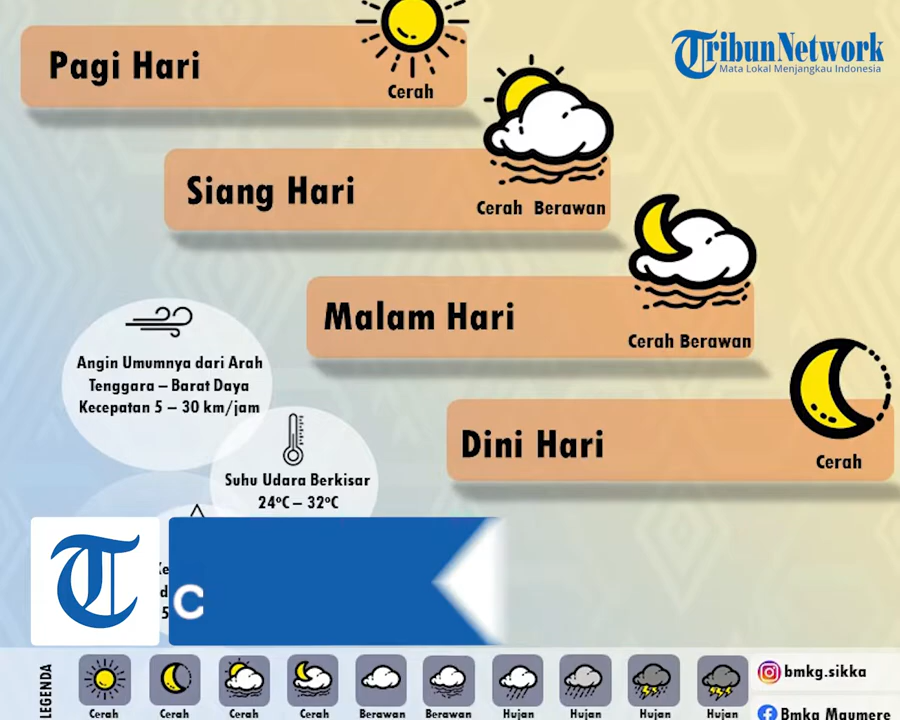 Pagi Hari
Cerah
Tribun Network
Mata Lokal Menjangkau Indonesia
Siang Hari
Cerah Berawan
Malam Hari
Cerah Berawan
Dini Hari
Cerah
Angin Umumnya dari Arah
Tenggara – Barat Daya
Kecepatan 5 – 30 km/jam
Suhu Udara Berkisar
24ºC – 32ºC
T
C
LEGENDA
Cerah
Cerah
Cerah
Cerah
Berawan
Berawan
Hujan
Hujan
Hujan
Hujan
bmkg.sikka
Bmkg Maumere